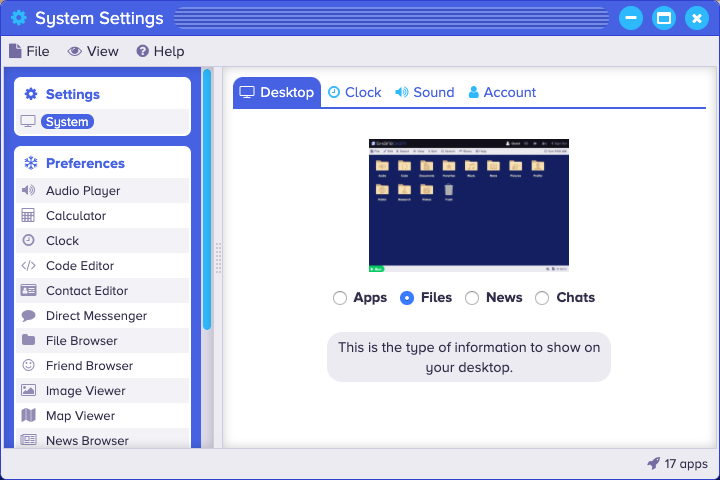 System Settings
File View Help
Settings
System
Preferences
Audio Player
Calculator
Clock
Code Editor
Contact Editor
Direct Messenger
File Browser
Friend Browser
Image Viewer
Map Viewer
News Browser
Desktop Clock Sound Account
Apps Files News Chats
This is the type of information to show on
your desktop.
17 apps